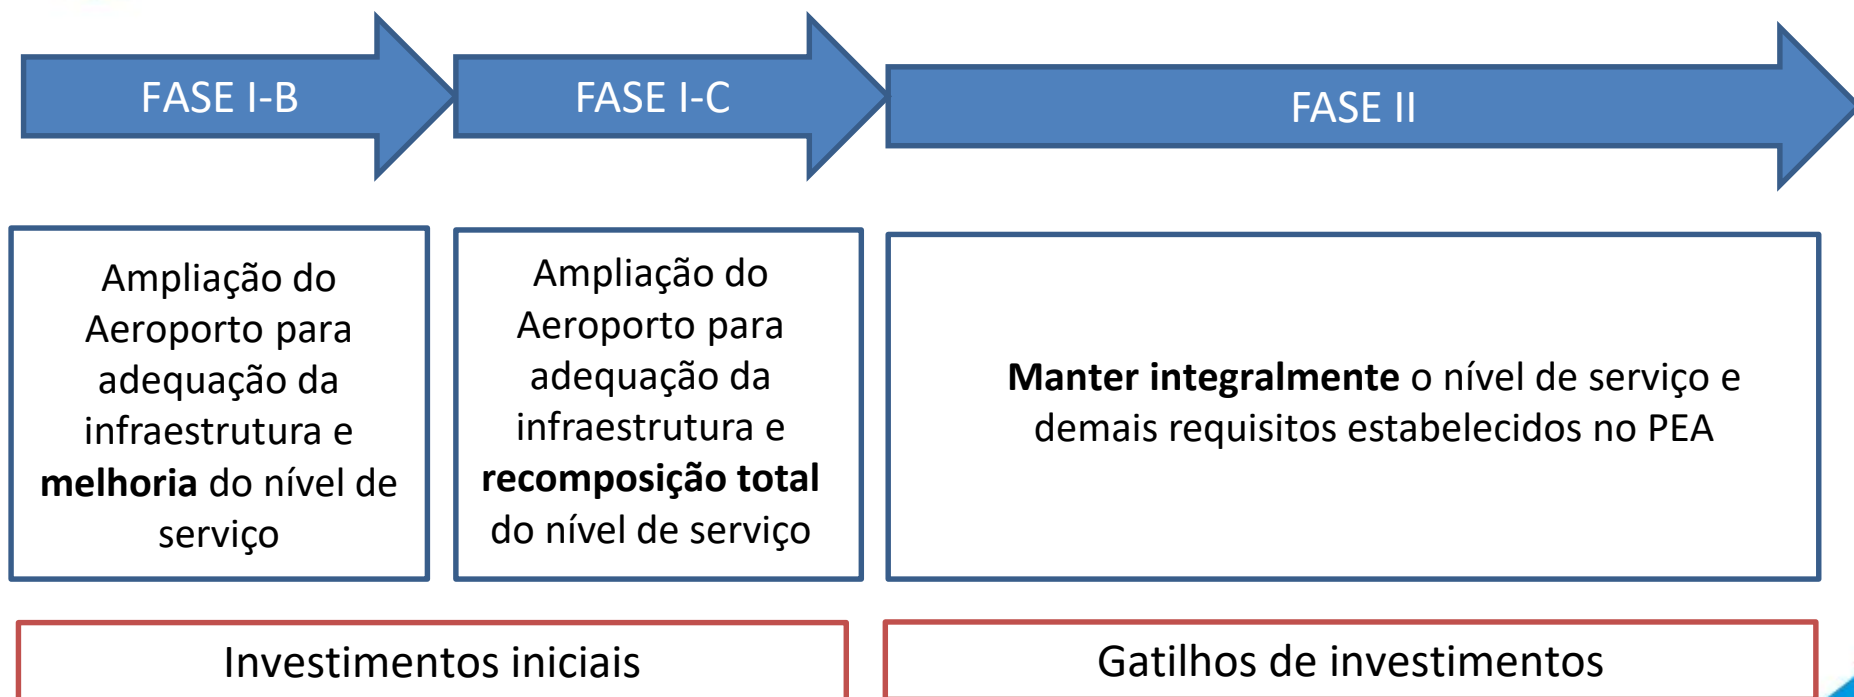 FASE I-B
FASE I-C
FASE II
Ampliação do
Aeroporto para
adequação da
infraestrutura e
melhoria do nível de
serviço
Ampliação do
Aeroporto para
adequação da
infraestrutura e
recomposição total
do nível de serviço
Manter integralmente o nível de serviço e
demais requisitos estabelecidos no PEA
Investimentos iniciais
Gatilhos de investimentos